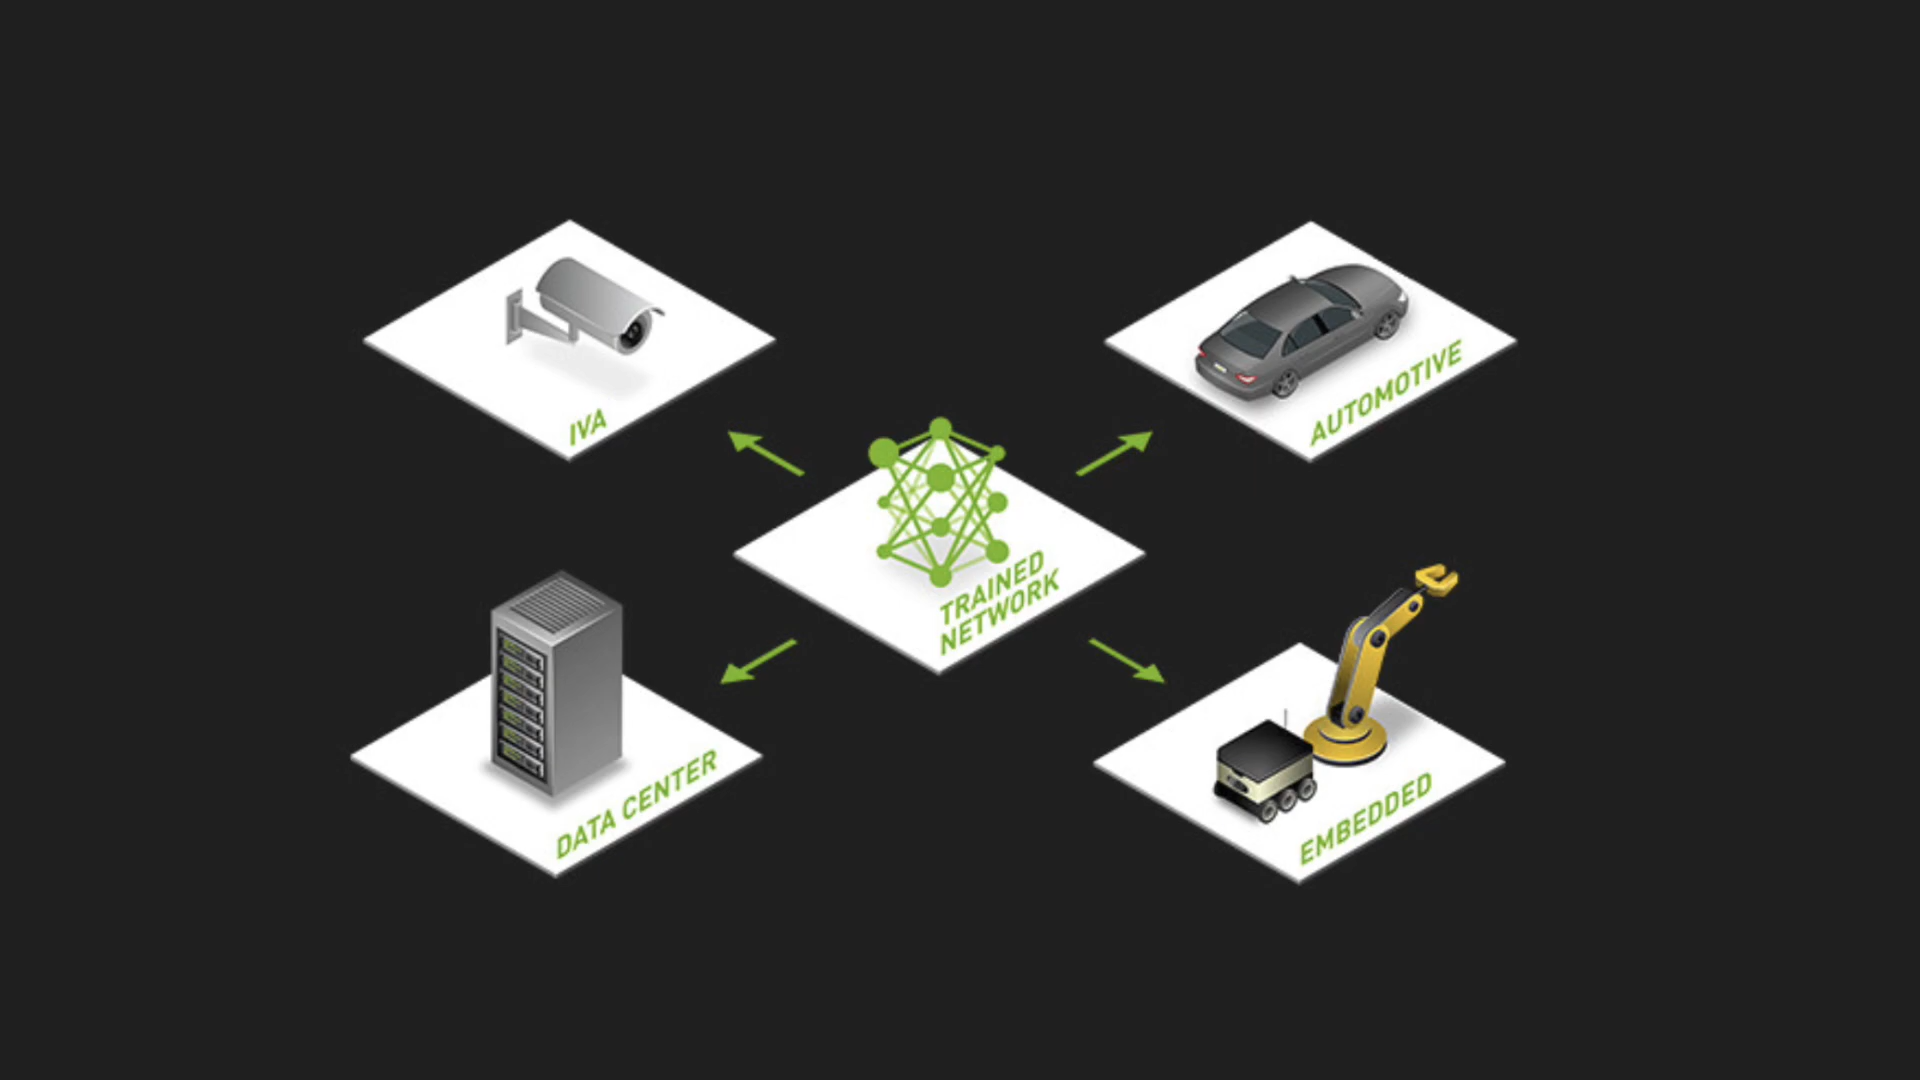 IVA
AUTOMOTIVE
TRAINED
NETWORK
DATA CENTER
EMBEDDED